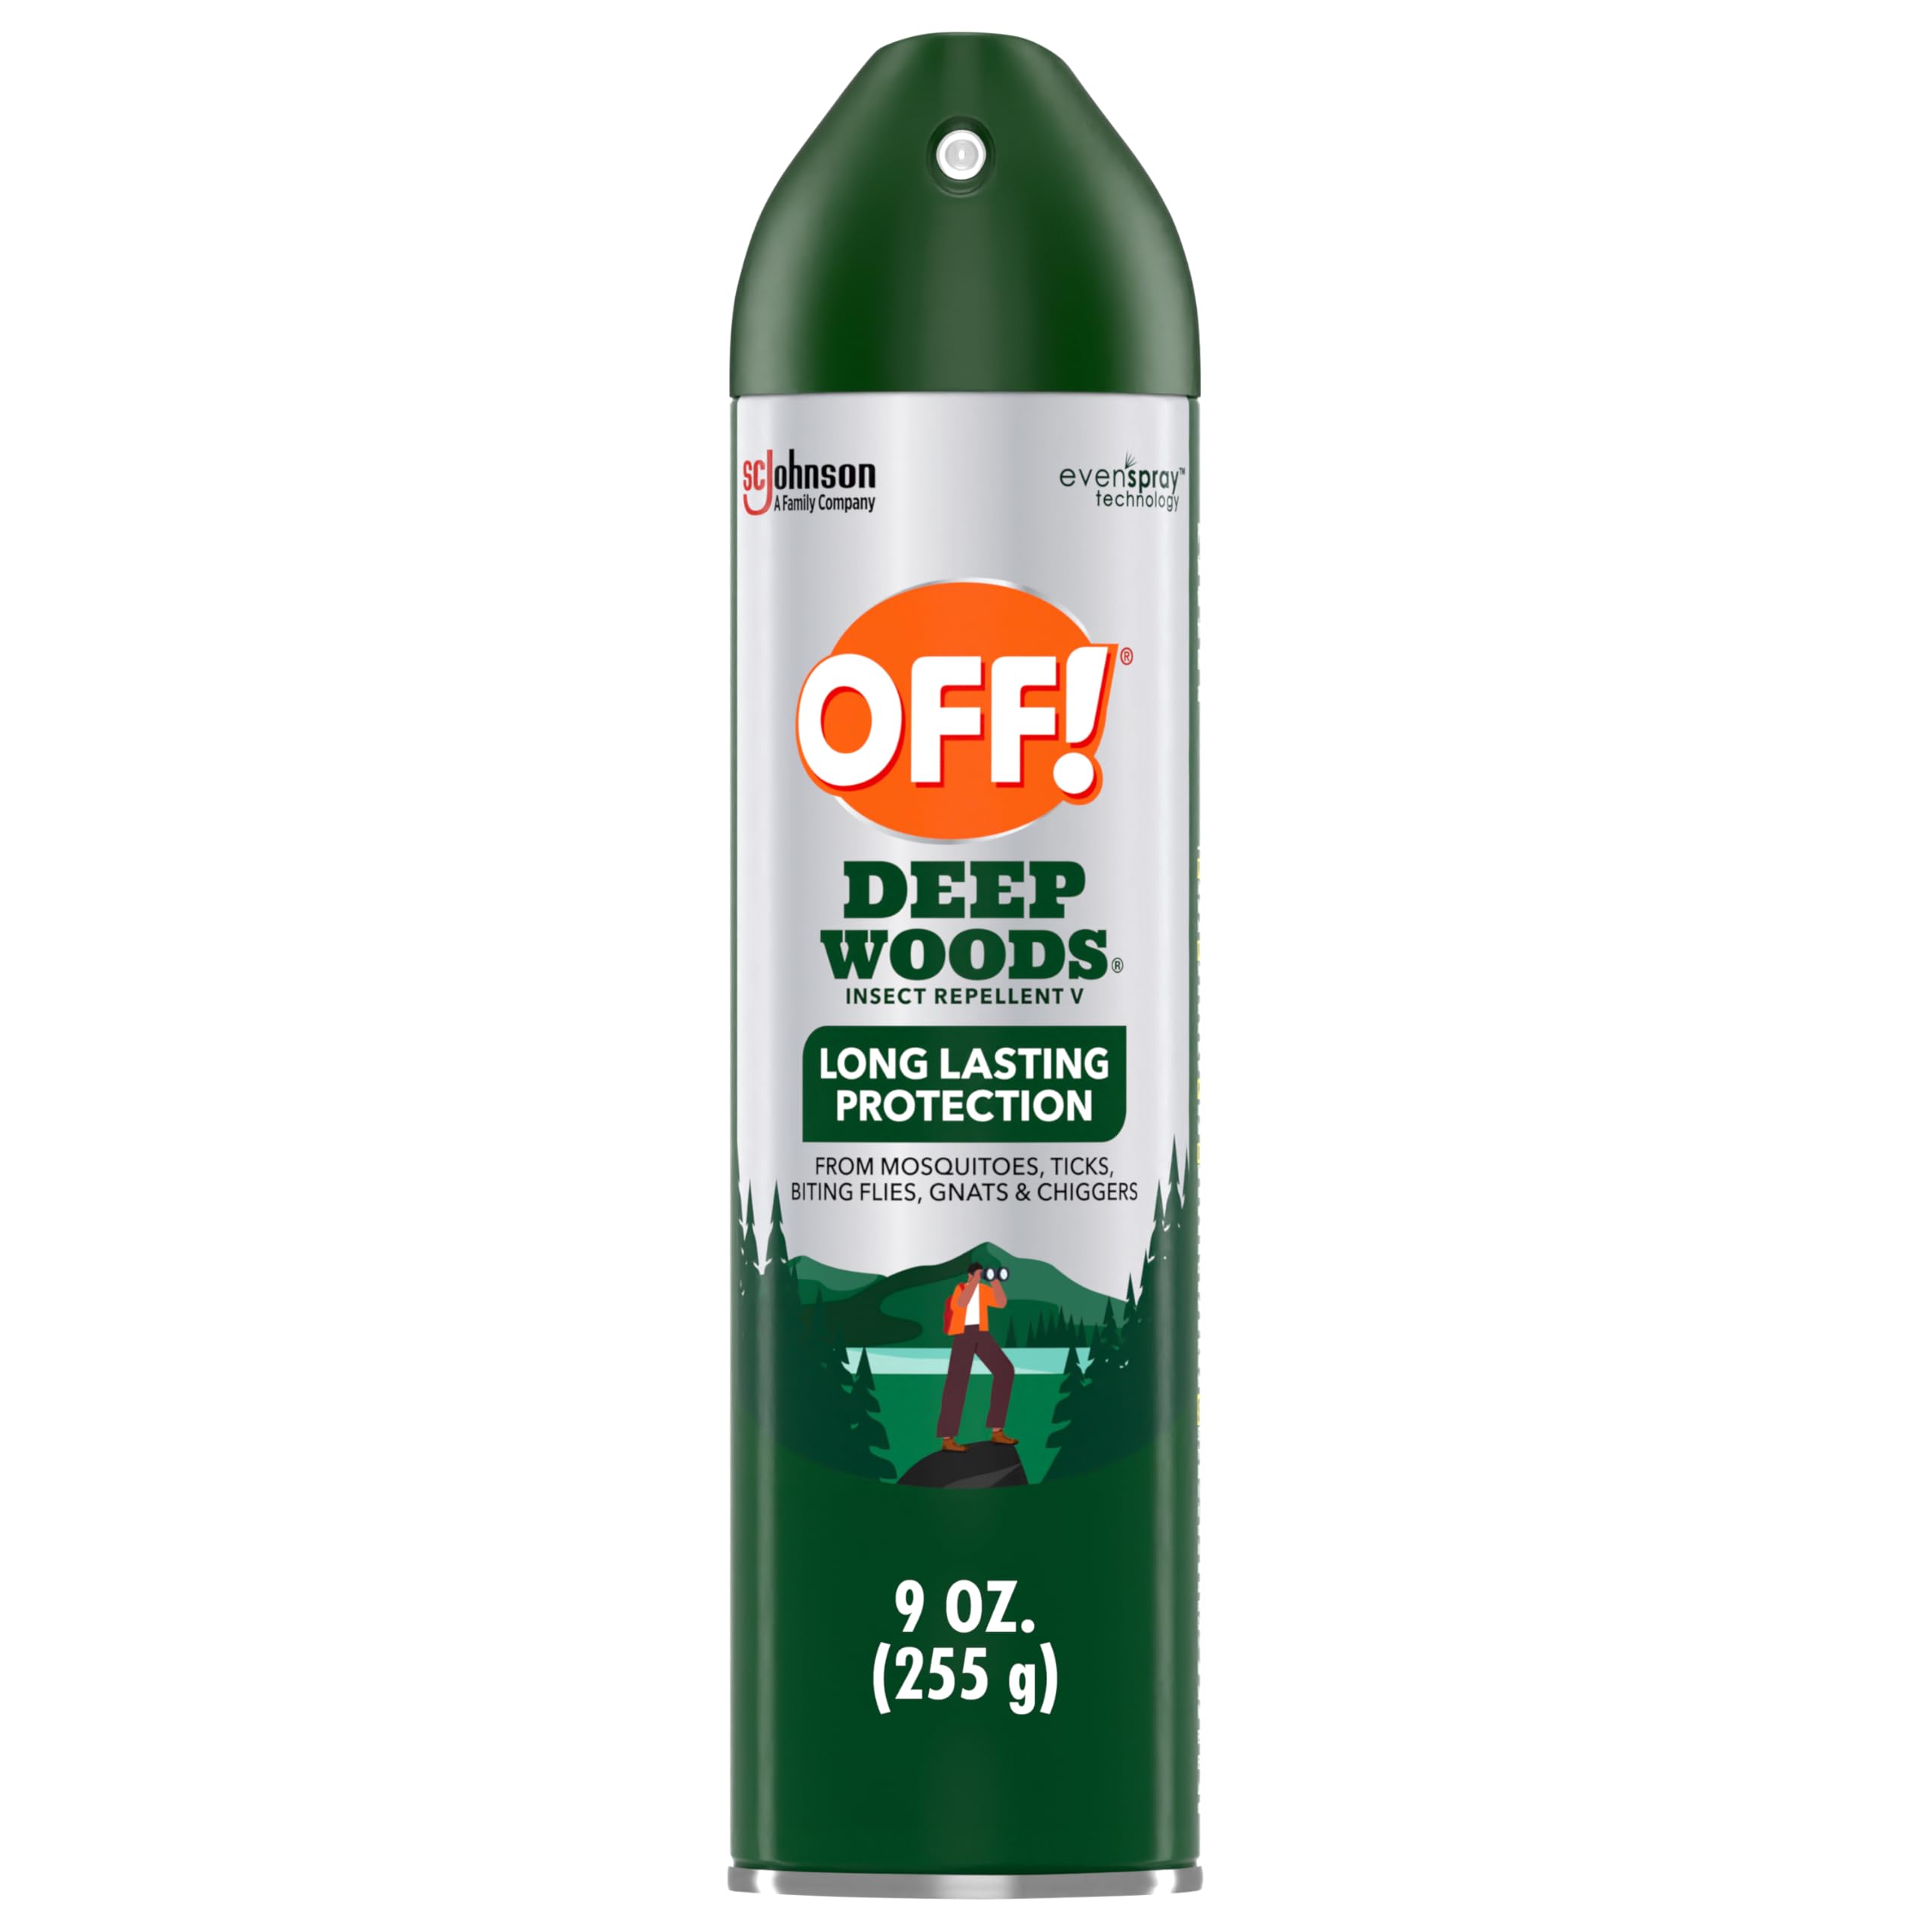 SC Johnson
A Family Company
evenspray™
technology
OFF!®
DEEP
WOODS®
INSECT REPELLENT V
LONG LASTING
PROTECTION
FROM MOSQUITOES, TICKS,
BITING FLIES, GNATS & CHIGGERS
9 OZ.
(255 g)